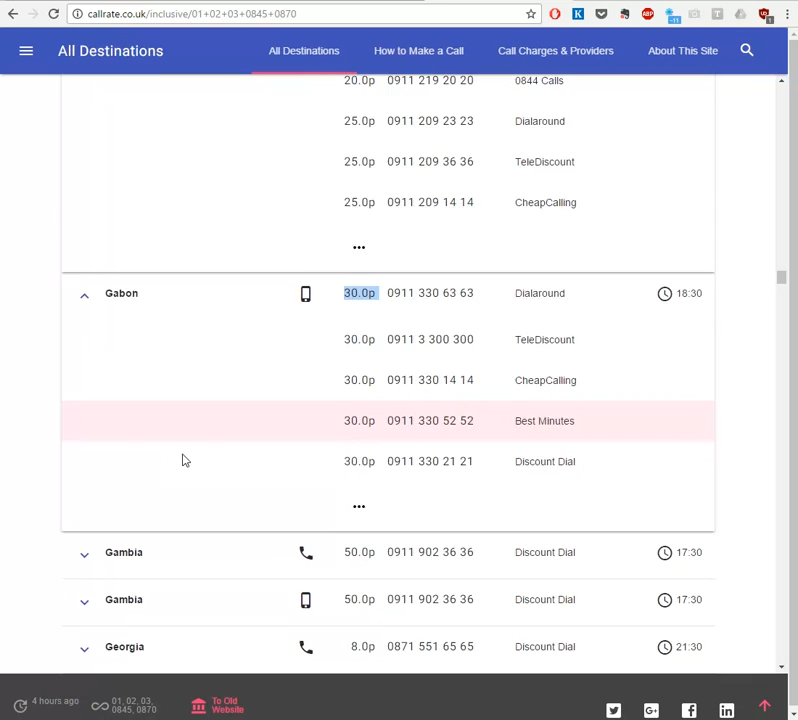 callrate.co.uk/inclusive/01+02+03+0845+0870
All Destinations
All Destinations
How to Make a Call
Call Charges & Providers
About This Site
20.0p 0911 219 20 20 0844 Calls
25.0p 0911 209 23 23 Dialaround
25.0p 0911 209 36 36 TeleDiscount
25.0p 0911 209 14 14 CheapCalling
•••
Gabon 30.0p 0911 330 63 63 Dialaround 18:30
30.0p 0911 3 300 300 TeleDiscount
30.0p 0911 330 14 14 CheapCalling
30.0p 0911 330 52 52 Best Minutes
30.0p 0911 330 21 21 Discount Dial
•••
Gambia 50.0p 0911 902 36 36 Discount Dial 17:30
Gambia 50.0p 0911 902 36 36 Discount Dial 17:30
Georgia 8.0p 0871 551 65 65 Discount Dial 21:30
4 hours ago
01, 02, 03,
0845, 0870
To Old
Website